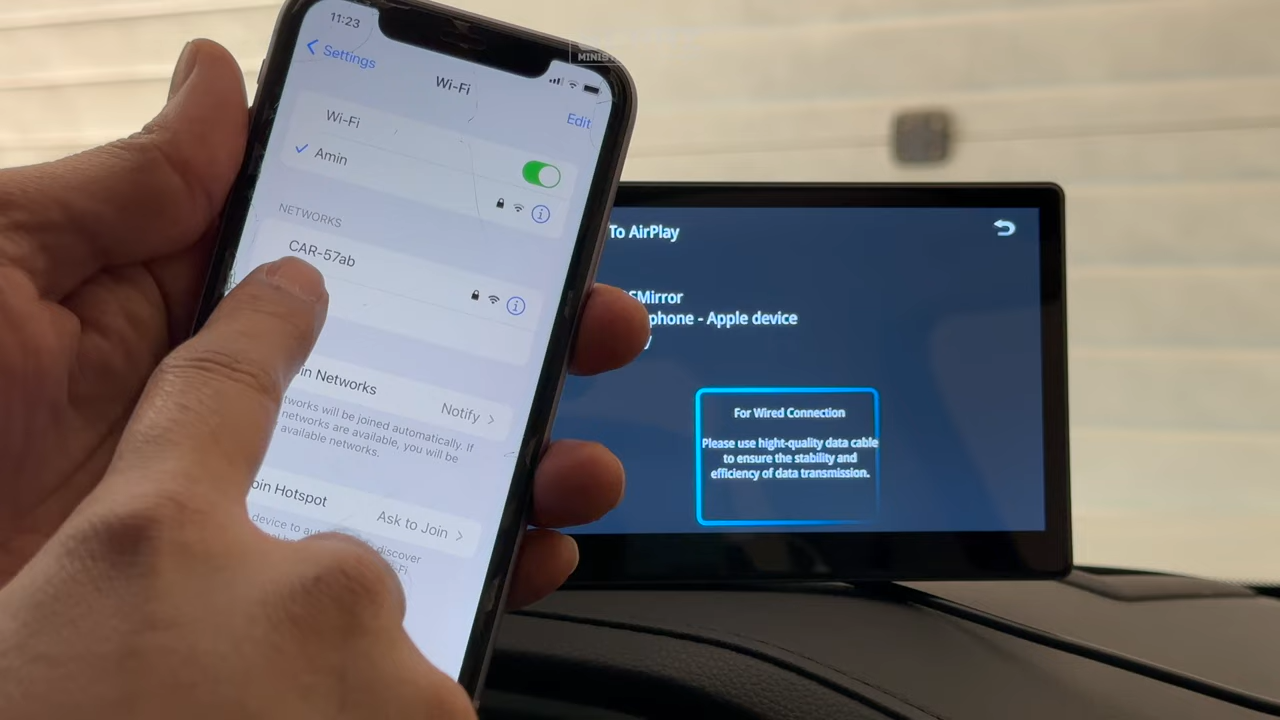 11:23
Settings
Wi-Fi
Edit
Wi-Fi
Amin
NETWORKS
CAR-57ab
Networks
Notify
tworks will be joined automatically. If
networks are available, you will be
available networks.
oin Hotspot
Ask to Join
device to
discover
To AirPlay
SMirror
phone - Apple device
For Wired Connection
Please use hight-quality data cable
to ensure the stability and
efficiency of data transmission.